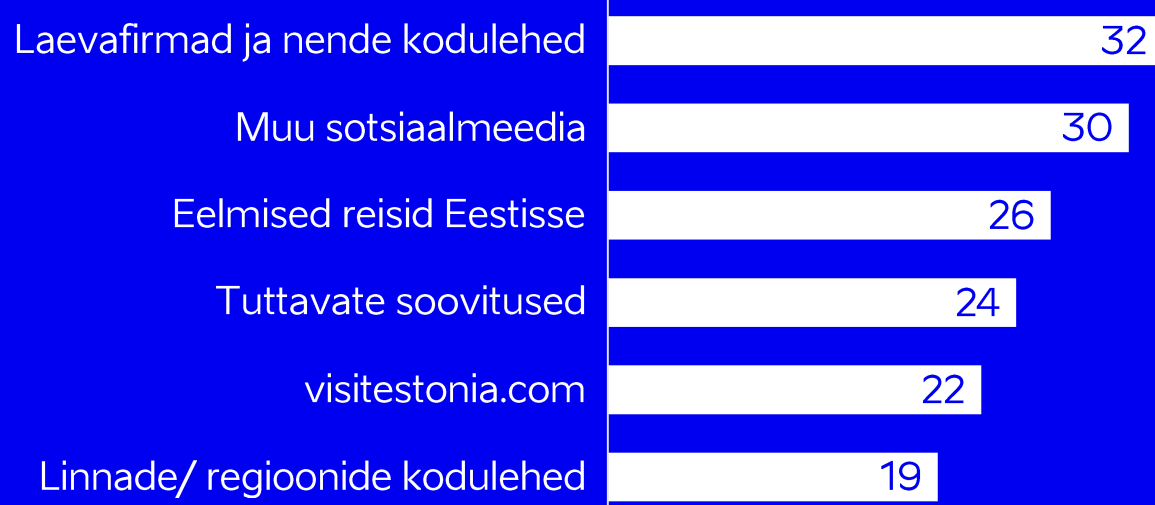 Laevafirmad ja nende kodulehed 32
Muu sotsiaalmeedia 30
Eelmised reisid Eestisse 26
Tuttavate soovitused 24
visitestonia.com 22
Linnade/ regioonide kodulehed 19